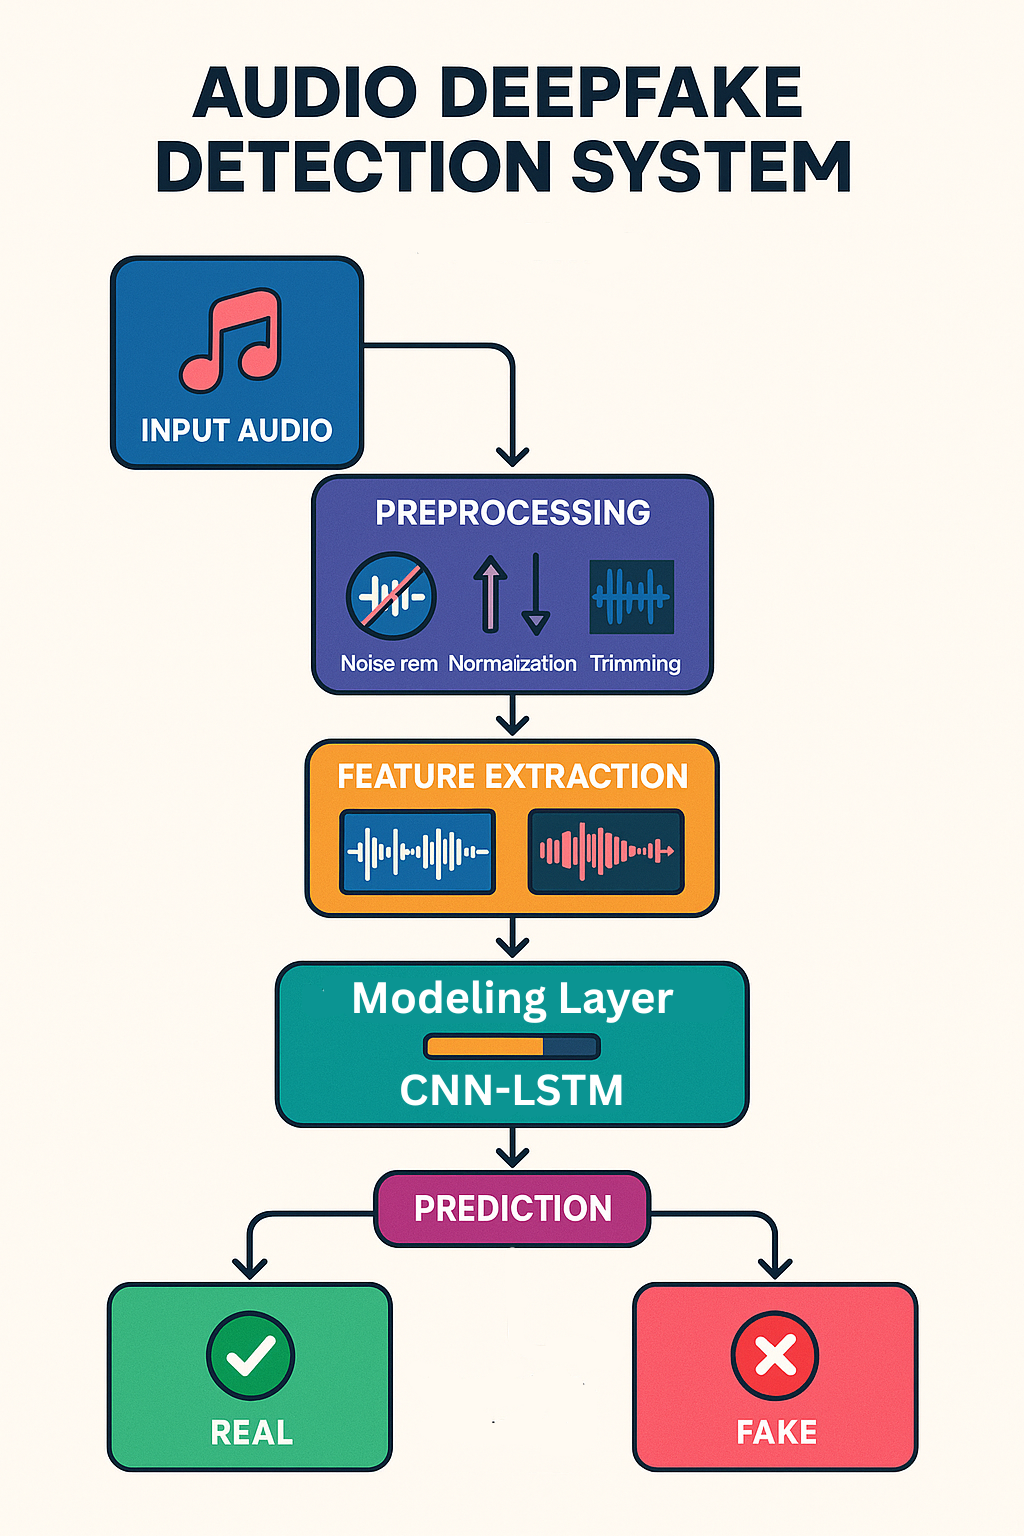 AUDIO DEEPFAKE
DETECTION SYSTEM
INPUT AUDIO
PREPROCESSING
Noise rem Normaization Trimming
FEATURE EXTRACTION
Modeling Layer
CNN-LSTM
PREDICTION
REAL
FAKE